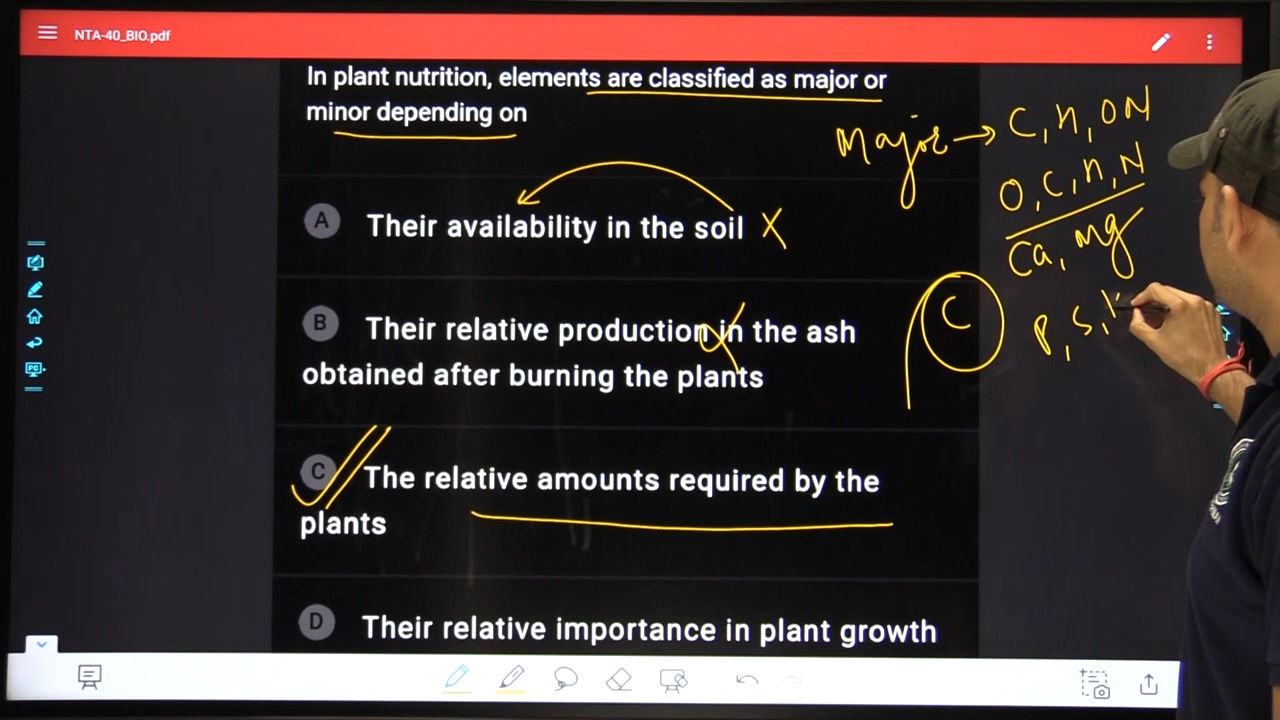 NTA-40_BIO.pdf
In plant nutrition, elements are classified as major or
minor depending on
A Their availability in the soil X
B Their relative production in the ash
obtained after burning the plants
C The relative amounts required by the
plants
D Their relative importance in plant growth
Major → C, H, ON
O, C, H, N
Ca, Mg
P, S,
C
PC